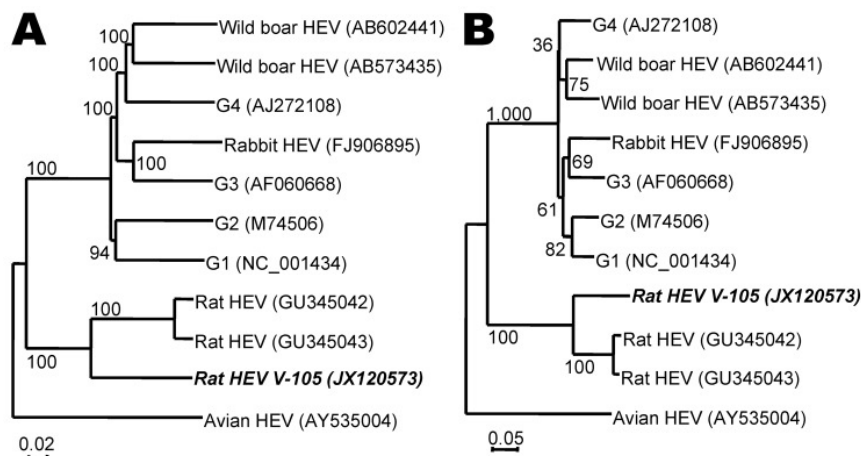 A
100
Wild boar HEV (AB602441)
100
Wild boar HEV (AB573435)
100
G4 (AJ272108)
Rabbit HEV (FJ906895)
100
100
G3 (AF060668)
G2 (M74506)
94
G1 (NC_001434)
100
Rat HEV (GU345042)
Rat HEV (GU345043)
100
Rat HEV V-105 (JX120573)
Avian HEV (AY535004)
0.02
B
G4 (AJ272108)
36
Wild boar HEV (AB602441)
75
Wild boar HEV (AB573435)
1,000
Rabbit HEV (FJ906895)
69
G3 (AF060668)
61
G2 (M74506)
82
G1 (NC_001434)
Rat HEV V-105 (JX120573)
100
Rat HEV (GU345042)
100
Rat HEV (GU345043)
Avian HEV (AY535004)
0.05